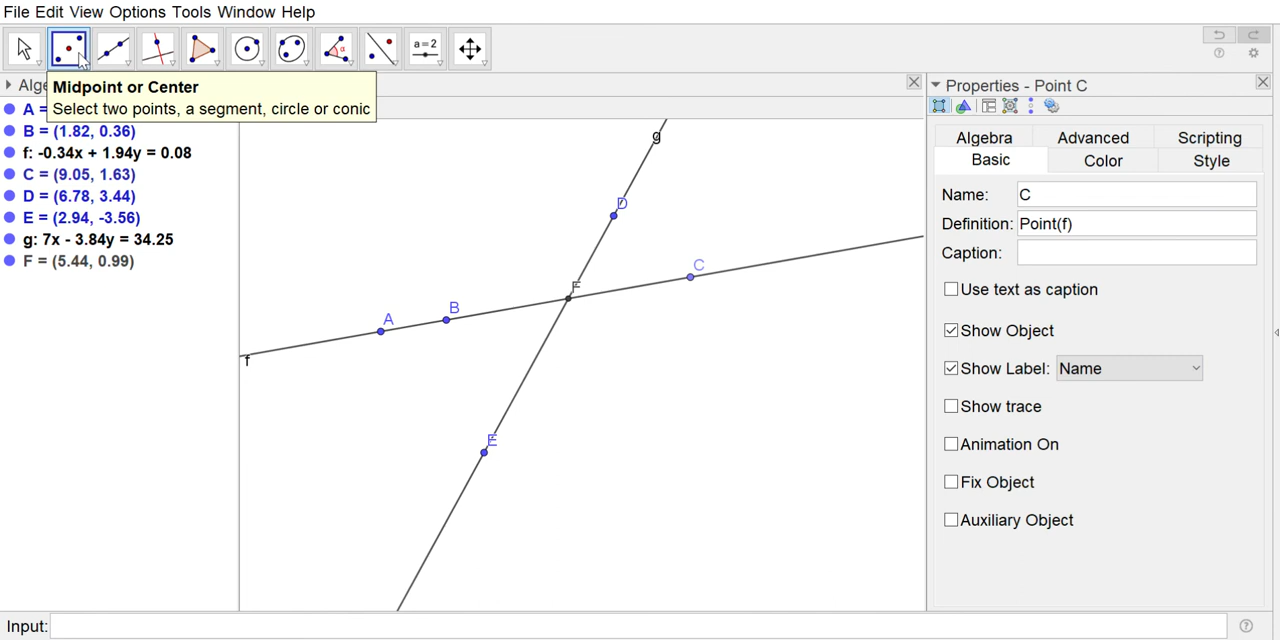 File Edit View Options Tools Window Help
α
a=2
Midpoint or Center
Select two points, a segment, circle or conic
Alge
A =
B = (1.82, 0.36)
f: -0.34x + 1.94y = 0.08
C = (9.05, 1.63)
D = (6.78, 3.44)
E = (2.94, -3.56)
g: 7x - 3.84y = 34.25
F = (5.44, 0.99)
g
D
C
F
B
A
f
E
Properties - Point C
Algebra Advanced Scripting
Basic Color Style
Name: C
Definition: Point(f)
Caption:
Use text as caption
Show Object
Show Label: Name
Show trace
Animation On
Fix Object
Auxiliary Object
Input: